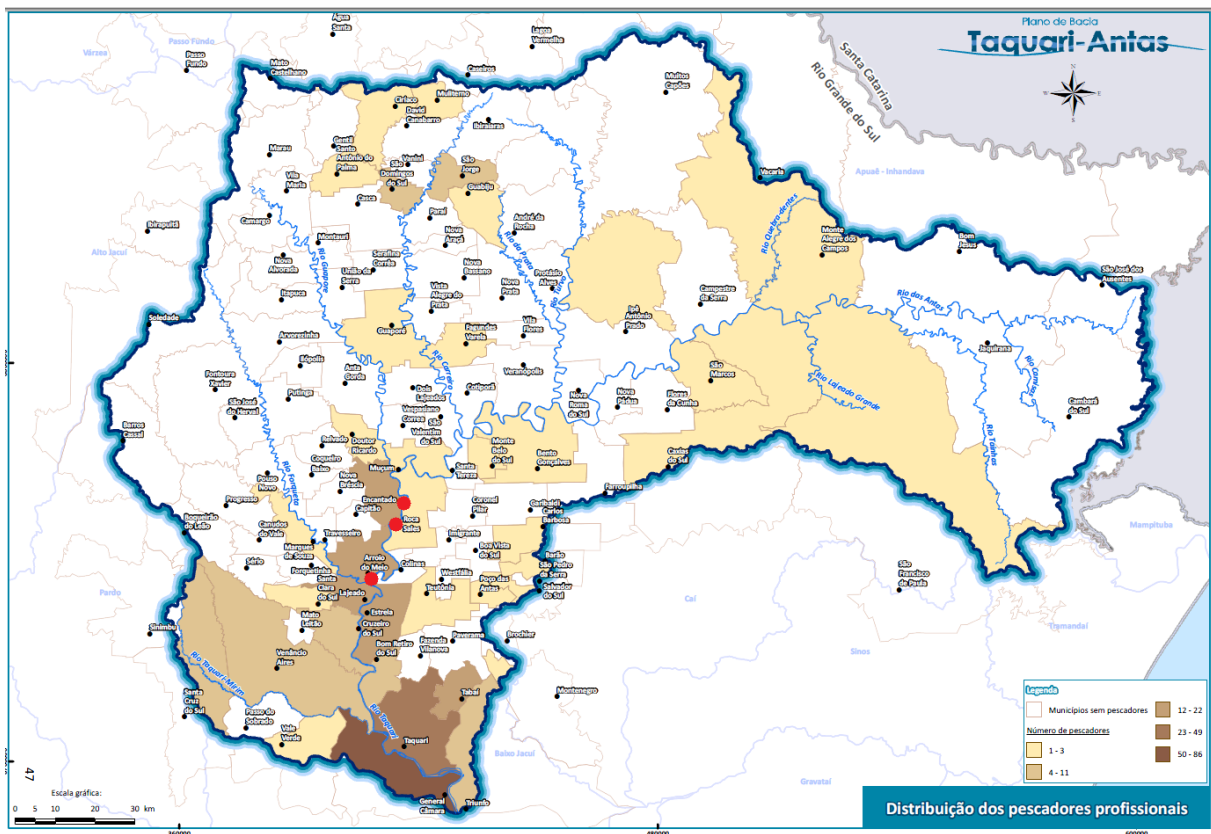 Plano de Bacia
Taquari-Antas
N
W
E
S
Santa Catarina
Rio Grande do Sul
Água
Santa
Lagoa
Vermelha
Várzea
Passo Fundo
Passo
Fundo
Mato
Castelhano
Caseiros
Muitos
Capões
Ciríaco
Muliterno
David
Canabarro
Ibiraiaras
Gentil
Santo
Antônio do
Palma
Marau
Vanini
São
Domingos
do Sul
São
Jorge
Vila
Maria
Guabiju
Vacaria
Apuaê - Inhandava
Casca
Camargo
Ibirapuitã
Paraí
André da
Rocha
Rio Quebra-dentes
Alto Jacuí
Montauri
Nova
Araçá
Rio da Prata
Monte
Alegre dos
Campos
Bom
Jesus
Nova
Alvorada
Rio Guaporé
Serafina
Corrêa
União da
Serra
Nova
Bassano
Protásio
Alves
Rio Turvo
São José dos
Ausentes
Itapuca
Vista
Alegre do
Prata
Nova
Prata
Campestre
da Serra
Rio das Antas
Soledade
Ipê
Antônio
Prado
Guaporé
Fagundes
Varela
Vila
Flores
Arvorezinha
Jaquirana
Ilópolis
Rio Carreiro
Rio Camisas
Fontoura
Xavier
Anta
Gorda
Veranópolis
São
Marcos
Rio Lajeado Grande
Putinga
Dois
Lajeados
Cotiporã
Nova
Roma
do Sul
Nova
Pádua
Flores
da Cunha
São José
do Herval
Vespasiano
Correa
São
Valentim
do Sul
Cambará
do Sul
Barros
Cassal
Relvado
Doutor
Ricardo
Monte
Belo do
Sul
Bento
Gonçalves
Rio Tainhas
Coqueiro
Baixo
Muçum
Santa
Tereza
Caxias
do Sul
Pouso
Novo
Rio Forqueta
Nova
Bréscia
Farroupilha
Progresso
Encantado
Capitão
Roca
Sales
Coronel
Pilar
Garibaldi
Carlos
Barbosa
Boqueirão
do Leão
Canudos
do Vale
Travesseiro
Imigrante
Mampituba
Marques
de Souza
Boa Vista
do Sul
Barão
São Pedro
da Serra
Salvador
do Sul
Sério
Forquetinha
Arroio
do Meio
Colinas
Westfália
Poço das
Antas
Teutônia
São
Francisco
de Paula
Santa
Clara
do Sul
Lajeado
Pardo
Caí
Estrela
Mato
Leitão
Cruzeiro
do Sul
Tramandaí
Sinimbu
Bom Retiro
do Sul
Fazenda
Vilanova
Paverama
Brochier
Sinos
Venâncio
Aires
Rio Taquari-Mirim
Santa
Cruz
do Sul
Tabaí
Montenegro
Passo do
Sobrado
Rio Taquari
Vale
Verde
Taquari
Baixo Jacuí
Gravataí
General
Câmara
Triunfo
Legenda
Municípios sem pescadores
Número de pescadores
1 - 3
4 - 11
12 - 22
23 - 49
50 - 86
47
Escala gráfica:
0 5 10 20 30 km
Distribuição dos pescadores profissionais